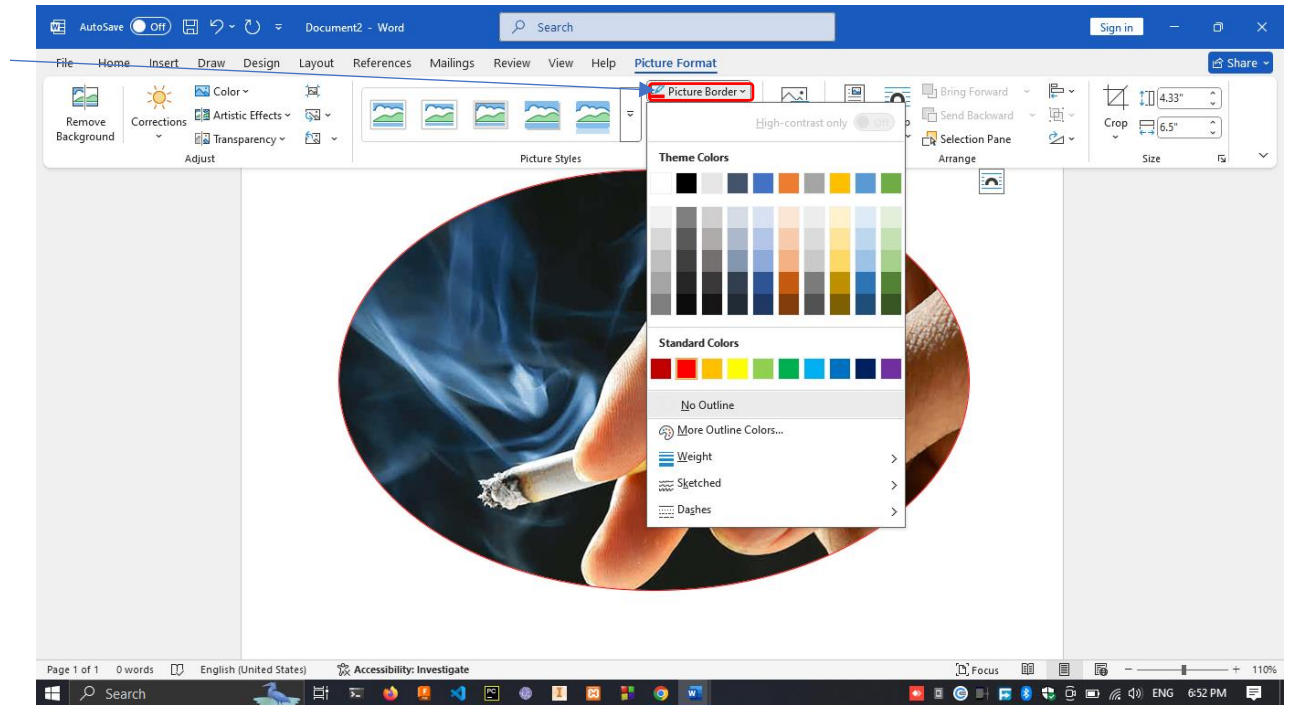 AutoSave Off Document2 - Word Search Sign in
File Home Insert Draw Design Layout References Mailings Review View Help Picture Format Share
Remove Background
Corrections
Color
Artistic Effects
Transparency
Adjust
Picture Styles
Picture Border
High-contrast only Off
Theme Colors
Standard Colors
No Outline
More Outline Colors...
Weight
Sketched
Dashes
Bring Forward
Send Backward
Selection Pane
Arrange
Crop
4.33"
6.5"
Size
Page 1 of 1 0 words English (United States) Accessibility: Investigate Focus 110%
Search ENG 6:52 PM